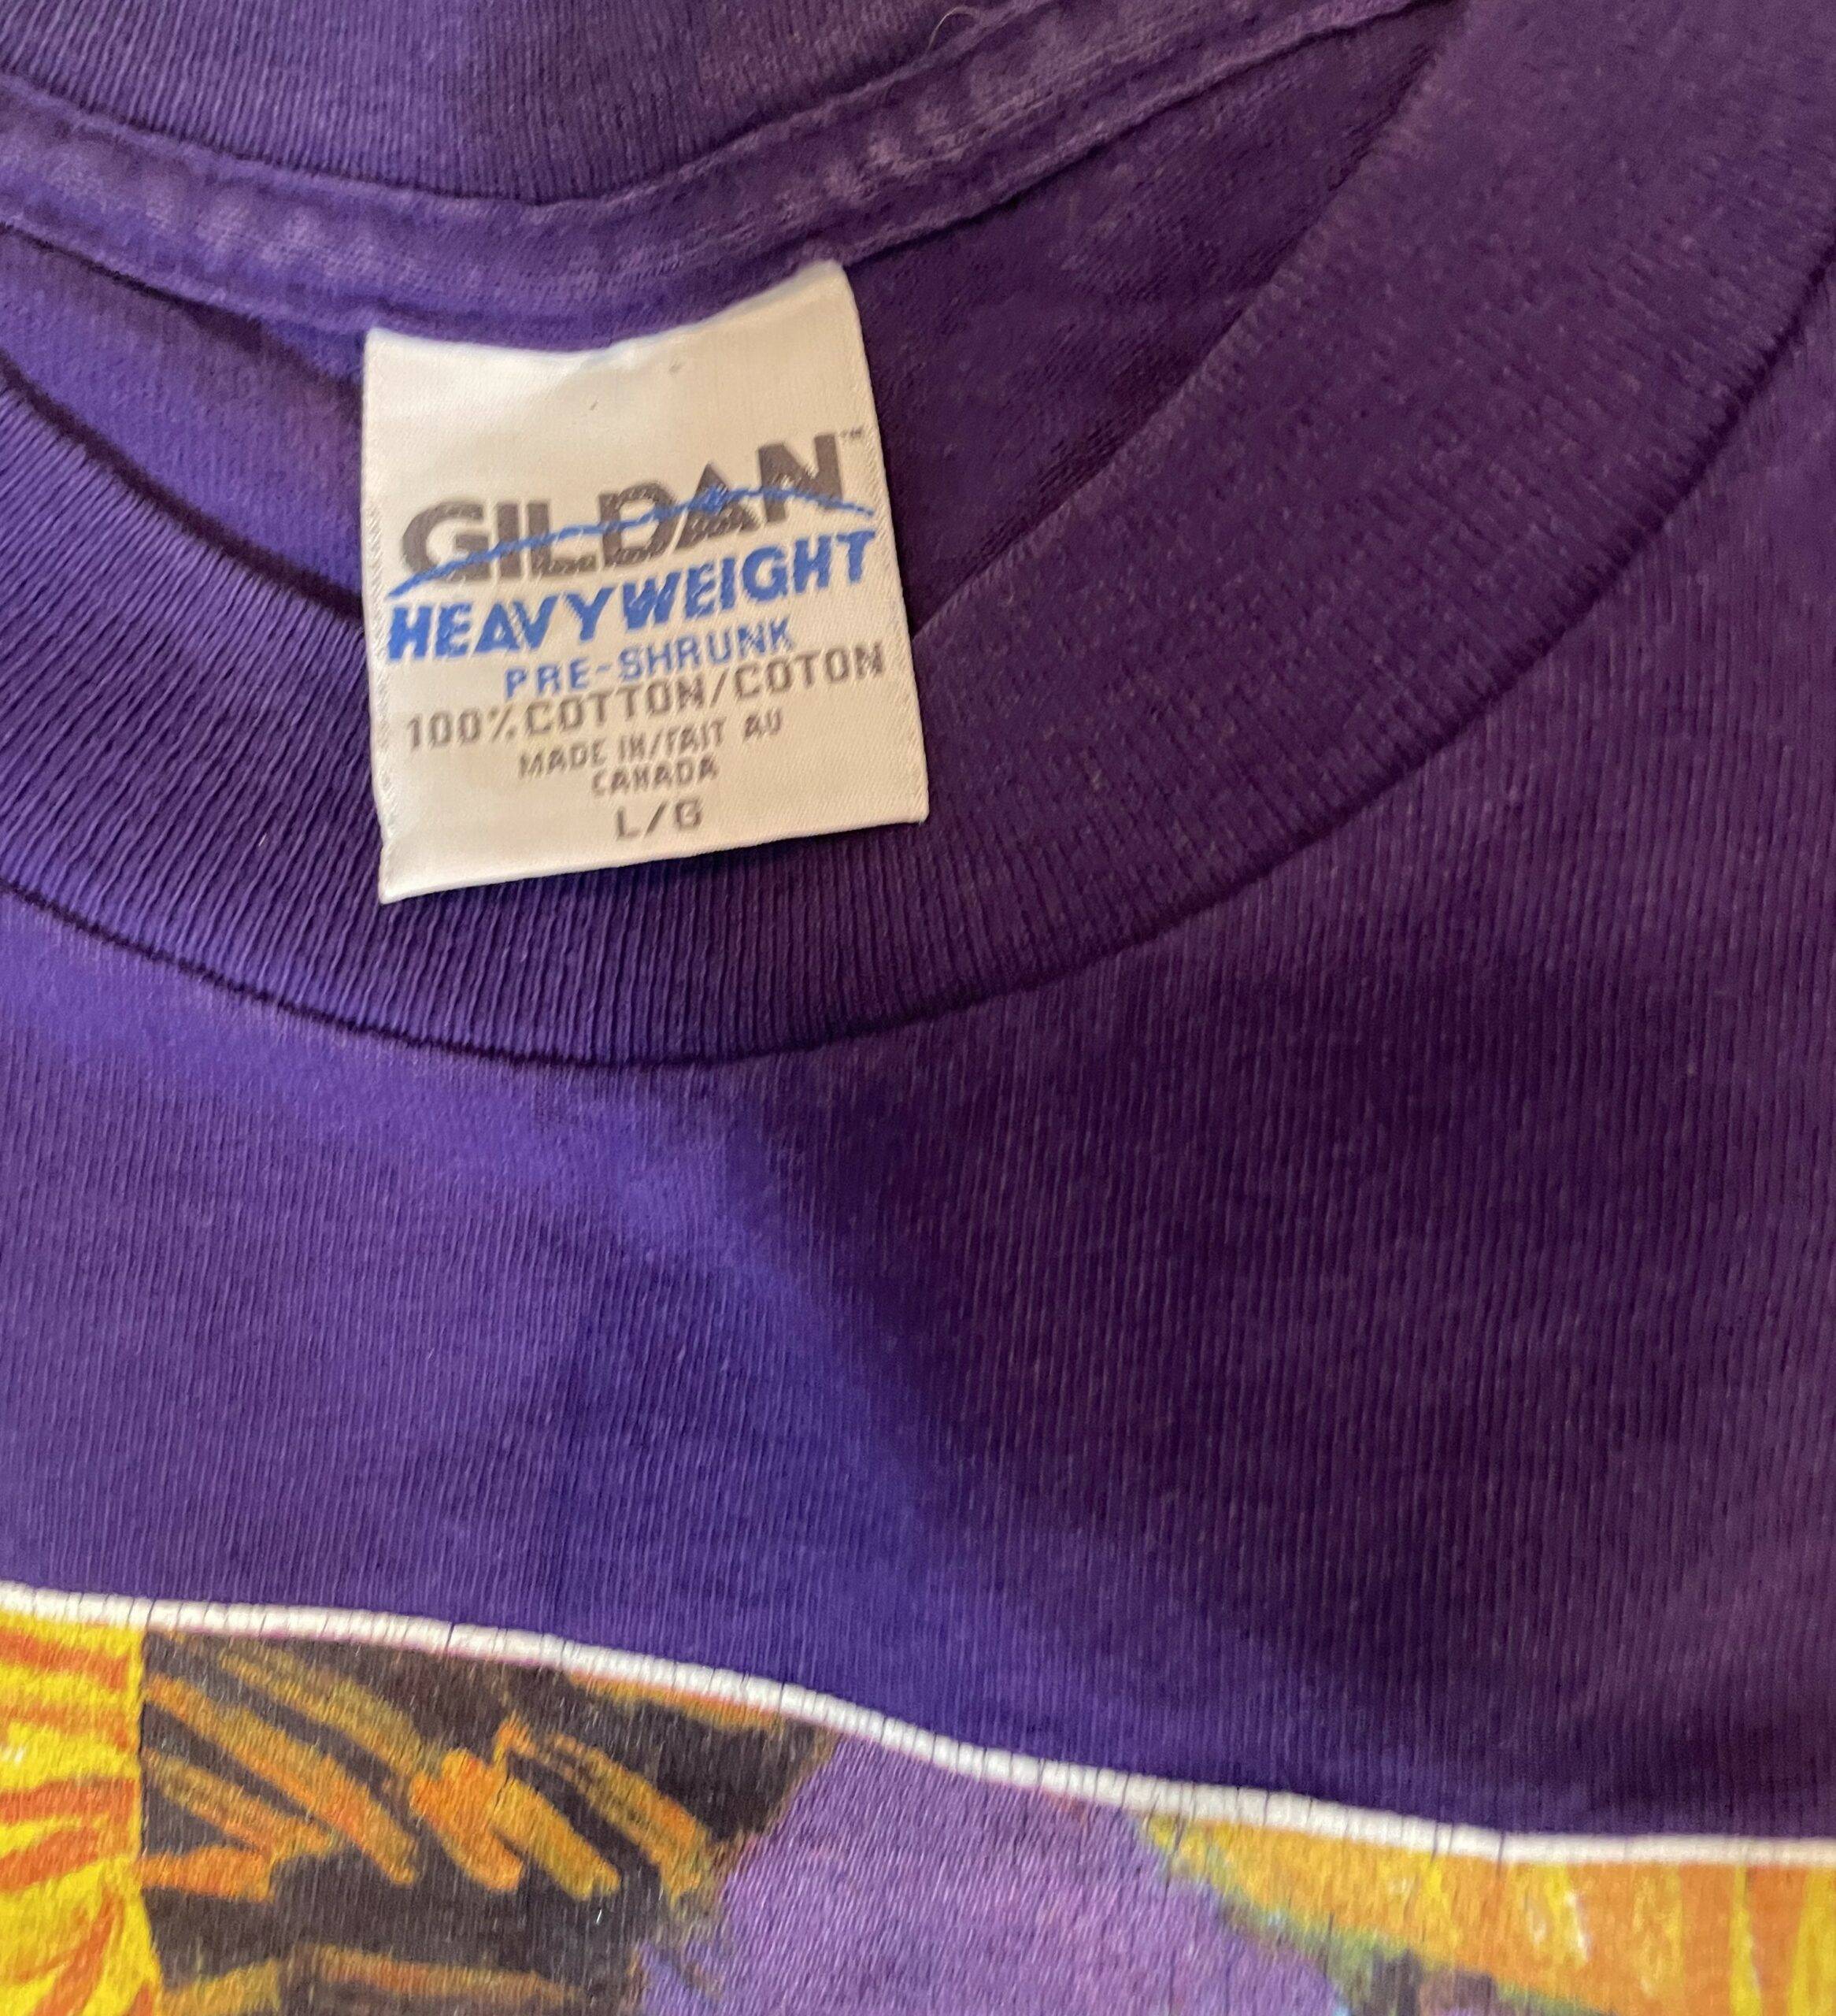 GILDAN™
HEAVYWEIGHT
PRE-SHRUNK
100% COTTON/COTON
MADE IN/FAIT AU
CANADA
L/G